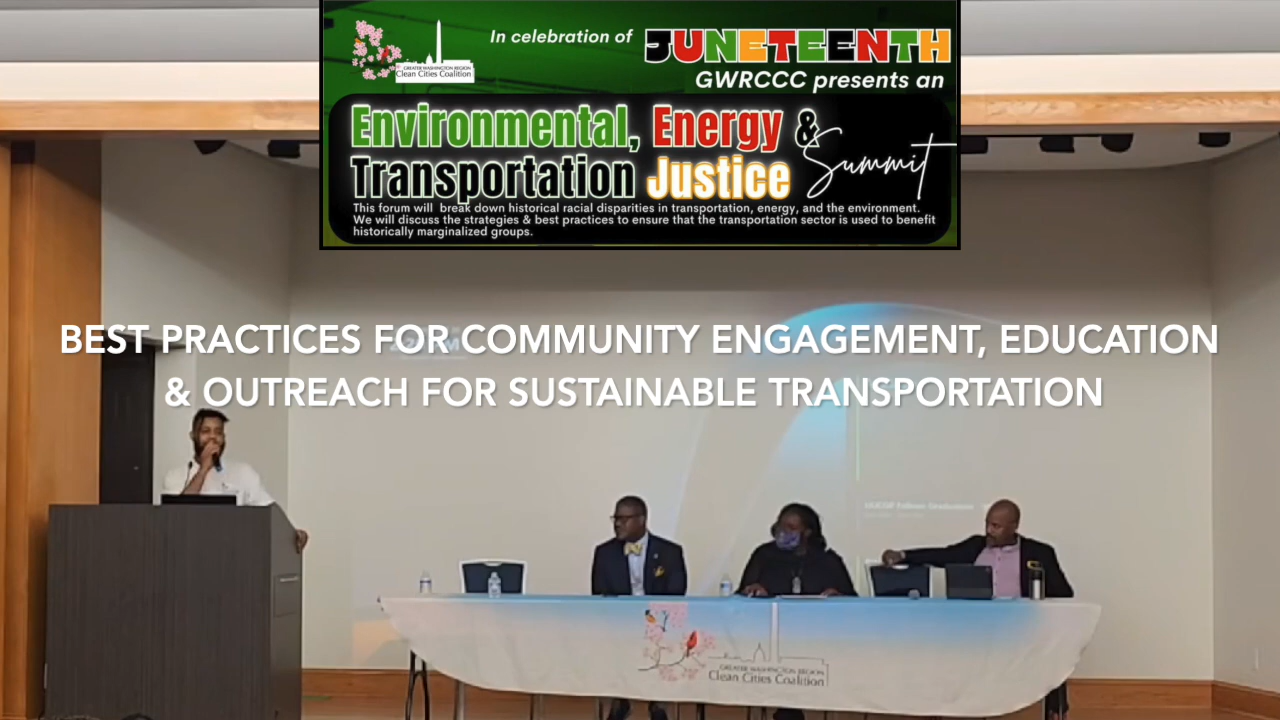 In celebration of JUNETEENTH
GREATER WASHINGTON REGION
Clean Cities Coalition
GWRCCC presents an
Environmental, Energy &
Transportation Justice Summit
This forum will break down historical racial disparities in transportation, energy, and the environment.
We will discuss the strategies & best practices to ensure that the transportation sector is used to benefit
historically marginalized groups.
BEST PRACTICES FOR COMMUNITY ENGAGEMENT, EDUCATION
& OUTREACH FOR SUSTAINABLE TRANSPORTATION
GREATER WASHINGTON REGION
Clean Cities Coalition